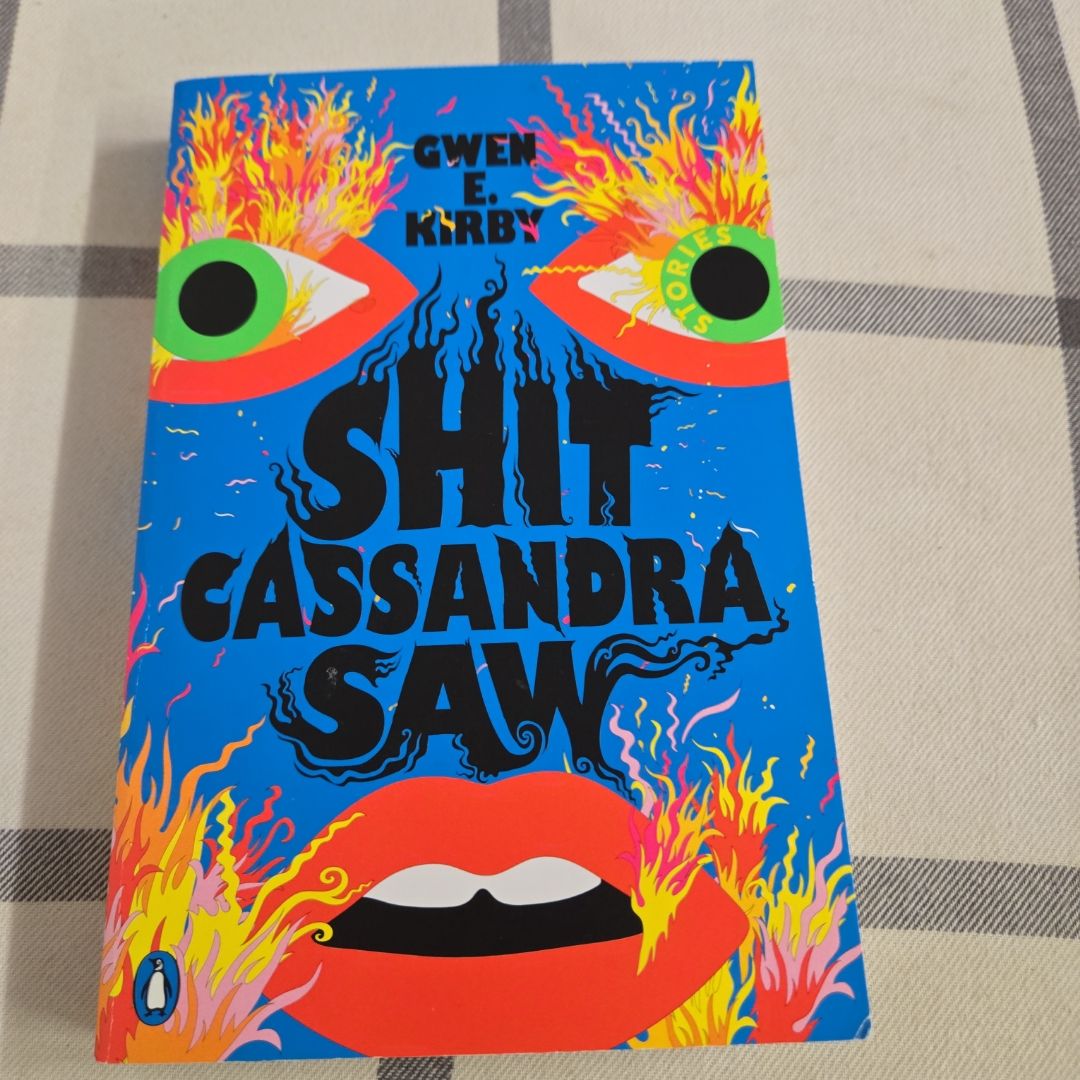 GWEN
E.
KIRBY
STORIES
SHIT
CASSANDRA
SAW